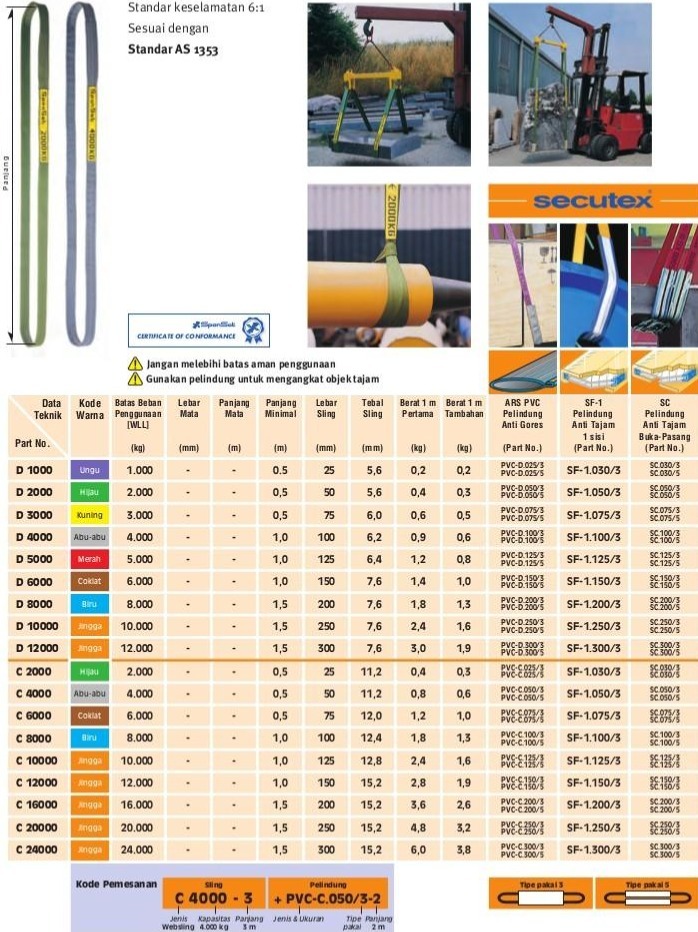 Standar keselamatan 6:1
Sesuai dengan
Standar AS 1353
Panjang
SpanSet 2000KG
SpanSet 4000KG
2000KG
secutex
SpanSet
CERTIFICATE OF CONFORMANCE
Jangan melebihi batas aman penggunaan
Gunakan pelindung untuk mengangkat objek tajam
Data Teknik Part No. | Kode Warna | Batas Beban Penggunaan [WLL] (kg) | Lebar Mata (mm) | Panjang Mata (m) | Panjang Minimal (m) | Lebar Sling (mm) | Tebal Sling (mm) | Berat 1 m Pertama (kg) | Berat 1 m Tambahan (kg) | ARS PVC Pelindung Anti Gores (Part No.) | SF-1 Pelindung Anti Tajam 1 sisi (Part No.) | SC Pelindung Anti Tajam Buka-Pasang (Part No.)
D 1000 Ungu 1.000 - - 0,5 25 5,6 0,2 0,2 PVC-D.025/3 PVC-D.025/5 SF-1.030/3 SC.030/3 SC.030/5
D 2000 Hijau 2.000 - - 0,5 50 5,6 0,4 0,3 PVC-D.050/3 PVC-D.050/5 SF-1.050/3 SC.050/3 SC.050/5
D 3000 Kuning 3.000 - - 0,5 75 6,0 0,6 0,5 PVC-D.075/3 PVC-D.075/5 SF-1.075/3 SC.075/3 SC.075/5
D 4000 Abu-abu 4.000 - - 1,0 100 6,2 0,9 0,6 PVC-D.100/3 PVC-D.100/5 SF-1.100/3 SC.100/3 SC.100/5
D 5000 Merah 5.000 - - 1,0 125 6,4 1,2 0,8 PVC-D.125/3 PVC-D.125/5 SF-1.125/3 SC.125/3 SC.125/5
D 6000 Coklat 6.000 - - 1,0 150 7,6 1,4 1,0 PVC-D.150/3 PVC-D.150/5 SF-1.150/3 SC.150/3 SC.150/5
D 8000 Biru 8.000 - - 1,5 200 7,6 1,8 1,3 PVC-D.200/3 PVC-D.200/5 SF-1.200/3 SC.200/3 SC.200/5
D 10000 Jingga 10.000 - - 1,5 250 7,6 2,4 1,6 PVC-D.250/3 PVC-D.250/5 SF-1.250/3 SC.250/3 SC.250/5
D 12000 Jingga 12.000 - - 1,5 300 7,6 3,0 1,9 PVC-D.300/3 PVC-D.300/5 SF-1.300/3 SC.300/3 SC.300/5
C 2000 Hijau 2.000 - - 0,5 25 11,2 0,4 0,3 PVC-C.025/3 PVC-C.025/5 SF-1.030/3 SC.030/3 SC.030/5
C 4000 Abu-abu 4.000 - - 0,5 50 11,2 0,8 0,6 PVC-C.050/3 PVC-C.050/5 SF-1.050/3 SC.050/3 SC.050/5
C 6000 Coklat 6.000 - - 0,5 75 12,0 1,2 1,0 PVC-C.075/3 PVC-C.075/5 SF-1.075/3 SC.075/3 SC.075/5
C 8000 Biru 8.000 - - 1,0 100 12,4 1,8 1,3 PVC-C.100/3 PVC-C.100/5 SF-1.100/3 SC.100/3 SC.100/5
C 10000 Jingga 10.000 - - 1,0 125 12,8 2,4 1,6 PVC-C.125/3 PVC-C.125/5 SF-1.125/3 SC.125/3 SC.125/5
C 12000 Jingga 12.000 - - 1,0 150 15,2 2,8 1,9 PVC-C.150/3 PVC-C.150/5 SF-1.150/3 SC.150/3 SC.150/5
C 16000 Jingga 16.000 - - 1,5 200 15,2 3,6 2,6 PVC-C.200/3 PVC-C.200/5 SF-1.200/3 SC.200/3 SC.200/5
C 20000 Jingga 20.000 - - 1,5 250 15,2 4,8 3,2 PVC-C.250/3 PVC-C.250/5 SF-1.250/3 SC.250/3 SC.250/5
C 24000 Jingga 24.000 - - 1,5 300 15,2 6,0 3,8 PVC-C.300/3 PVC-C.300/5 SF-1.300/3 SC.300/3 SC.300/5
Kode Pemesanan
Sling Pelindung
C 4000 - 3 + PVC-C.050/3-2
Jenis Kapasitas Panjang Jenis & Ukuran Tipe Panjang
Websling 4.000 kg 3 m pakai 2 m
Tipe pakai 3 Tipe pakai 5